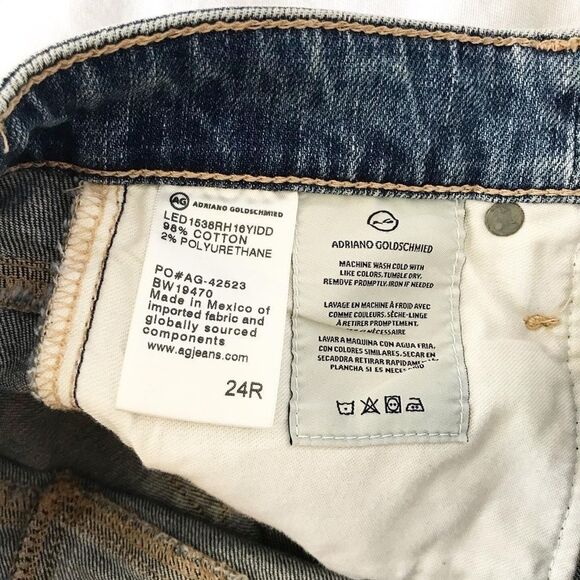 AG ADRIANO GOLDSCHMIED
LED1538RH16YIDD
98% COTTON
2% POLYURETHANE
PO#AG-42523
BW19470
Made in Mexico of
imported fabric and
globally sourced
components
www.agjeans.com
24R
ADRIANO GOLDSCHMIED
MACHINE WASH COLD WITH
LIKE COLORS, TUMBLE DRY,
REMOVE PROMPTLY, IRON IF NEEDED
LAVAGE EN MACHINE À FROID AVEC
COMME COULEURS, SÈCHE-LINGE
À RETIRER PROMPTEMENT,
LAVAR A MAQUINA CON AGUA FRIA,
CON COLORES SIMILARES, SECAR EN
SECADORA RETIRAR RAPIDAMENTE,
PLANCHA SI ES